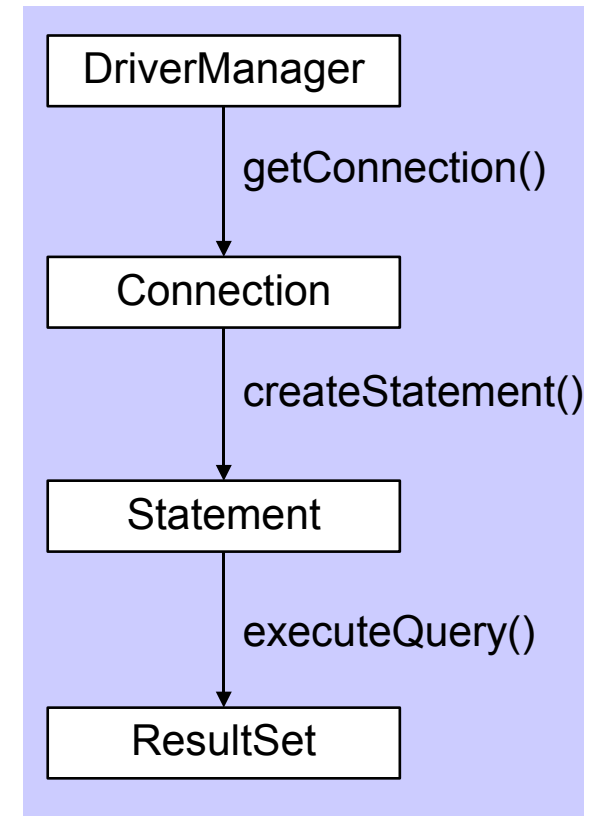 DriverManager
getConnection()
Connection
createStatement()
Statement
executeQuery()
ResultSet